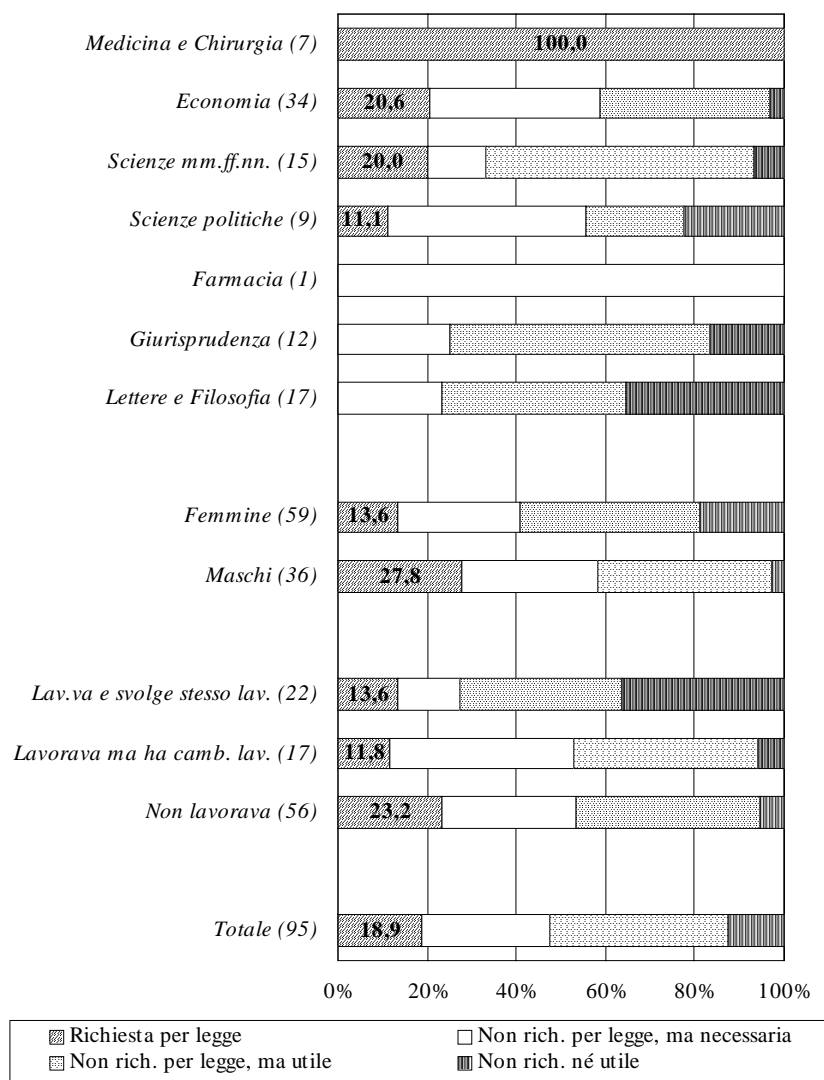 Medicina e Chirurgia (7) 100,0
Economia (34) 20,6
Scienze mm.ff.nn. (15) 20,0
Scienze politiche (9) 11,1
Farmacia (1)
Giurisprudenza (12)
Lettere e Filosofia (17)
Femmine (59) 13,6
Maschi (36) 27,8
Lav.va e svolge stesso lav. (22) 13,6
Lavorava ma ha camb. lav. (17) 11,8
Non lavorava (56) 23,2
Totale (95) 18,9
0% 20% 40% 60% 80% 100%
Richiesta per legge Non rich. per legge, ma necessaria
Non rich. per legge, ma utile Non rich. né utile